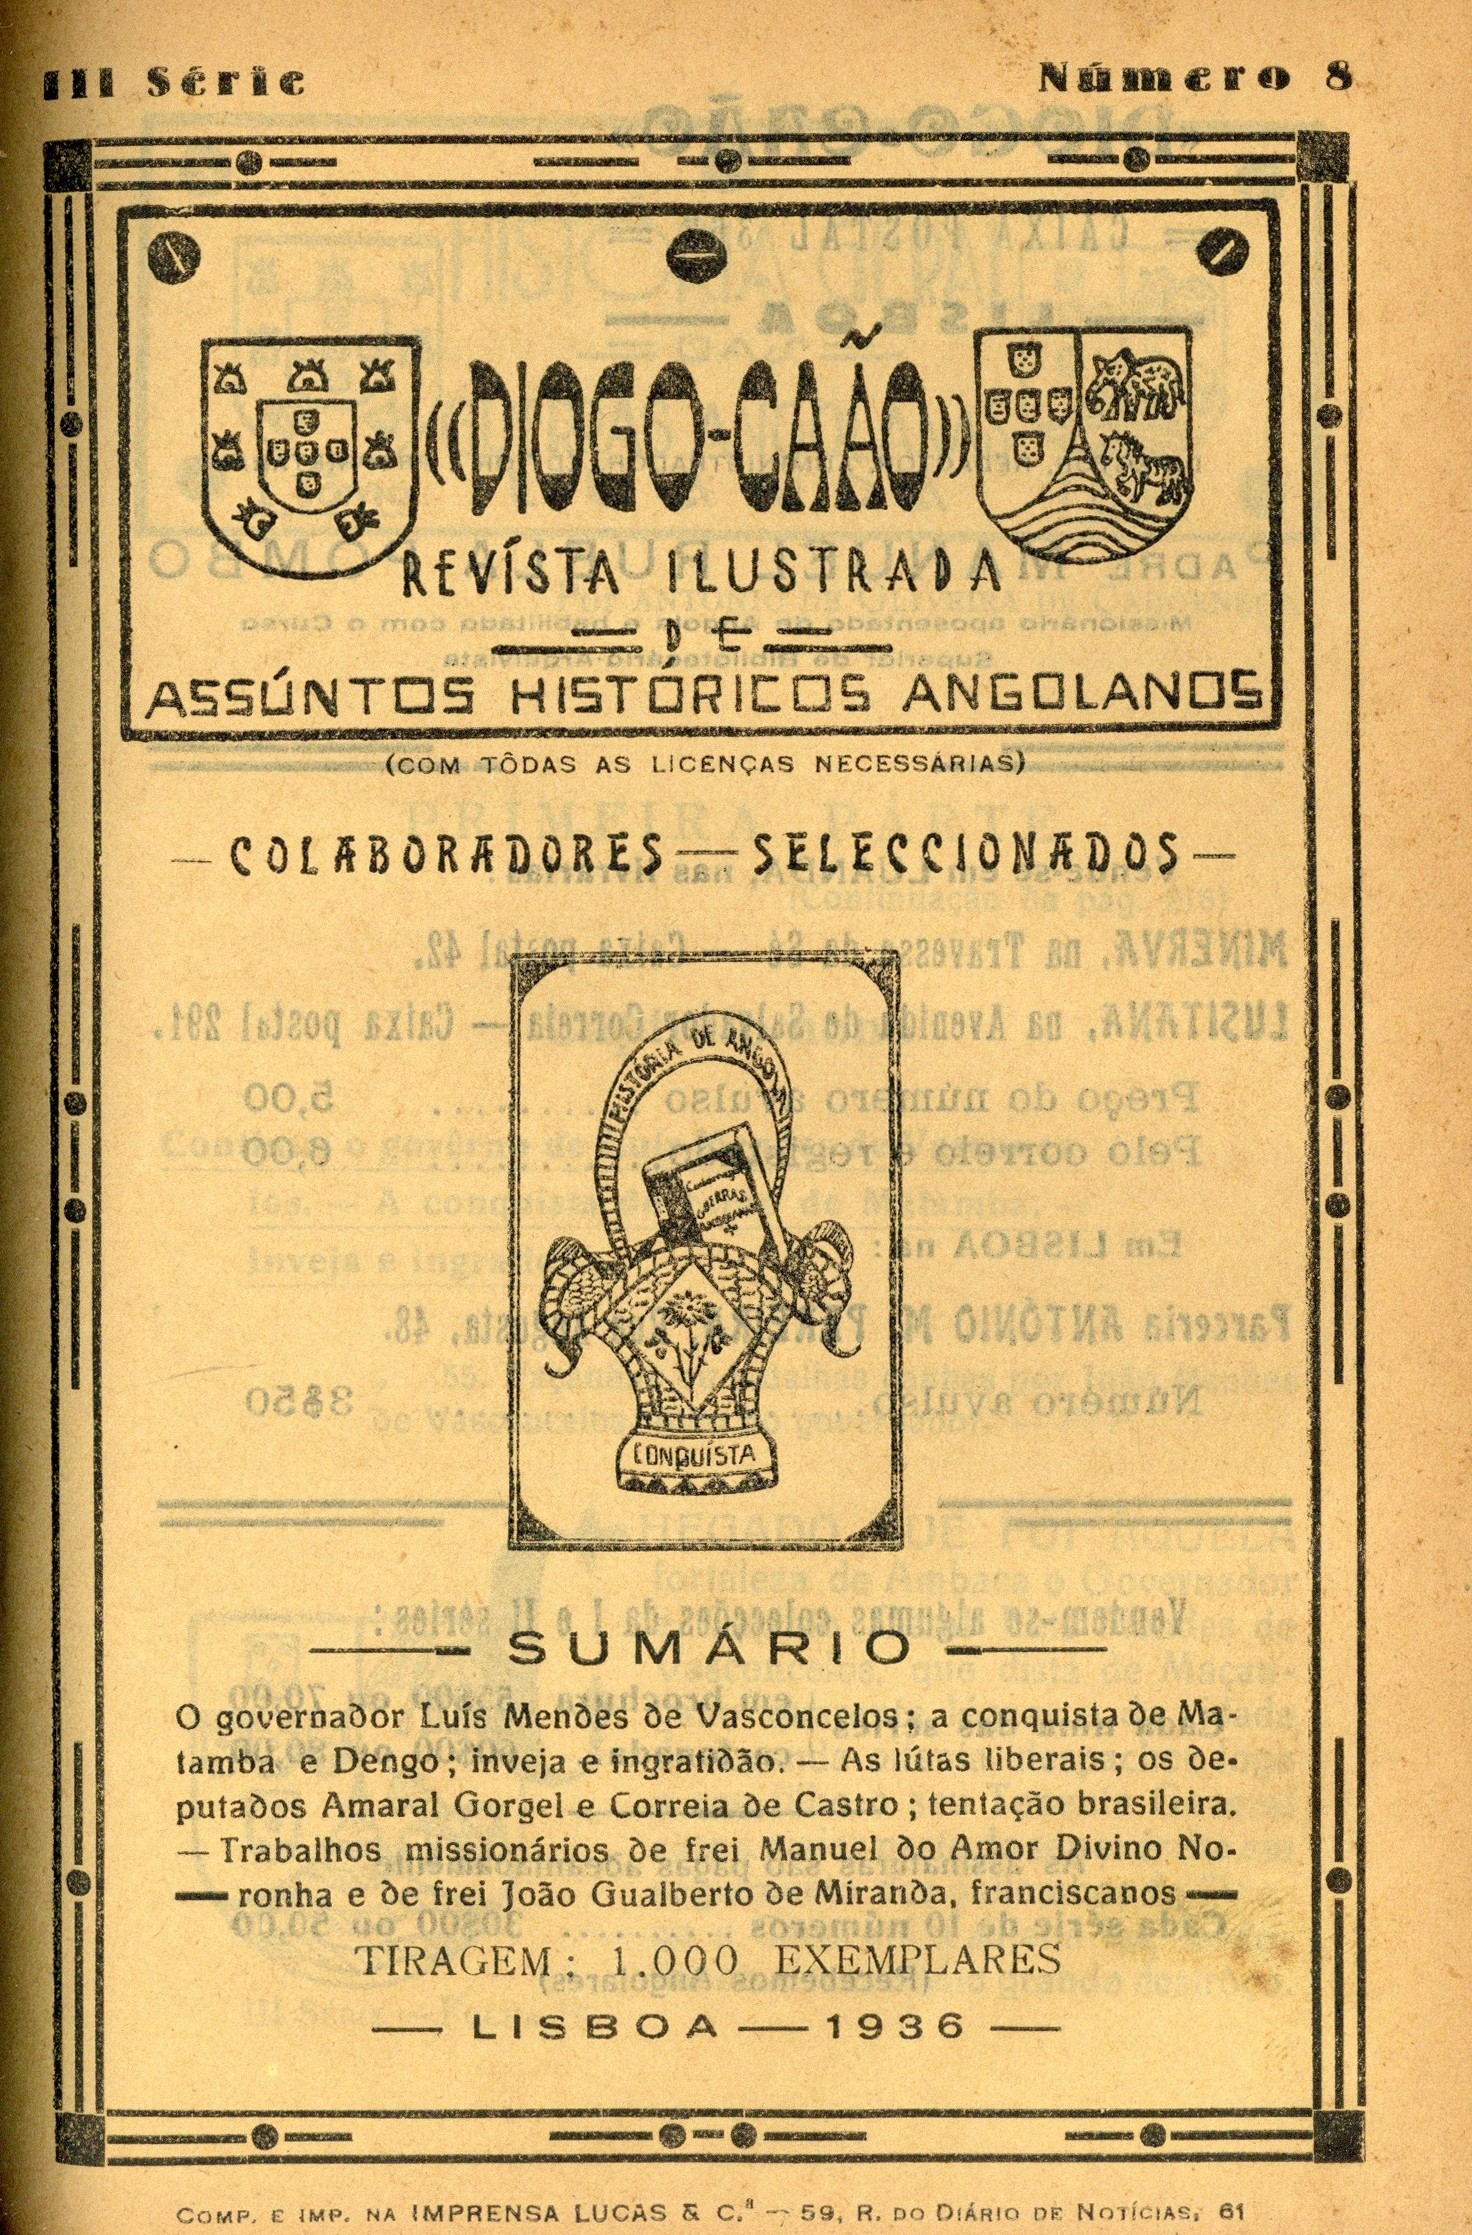 III Série
Número 8
«DIOGO-CAÃO»
REVÍSTA ILUSTRADA
DE
ASSÚNTOS HISTÓRICOS ANGOLANOS
(COM TÔDAS AS LICENÇAS NECESSÁRIAS)
— COLABORADORES — SELECCIONADOS —
HISTÓRIA DE ANGOLA
GUERRAS
CONQUÍSTA
SUMÁRIO
O governador Luís Mendes de Vasconcelos; a conquista de Ma-
tamba e Dengo; inveja e ingratidão. — As lútas liberais; os de-
putados Amaral Gorgel e Correia de Castro; tentação brasileira.
— Trabalhos missionários de frei Manuel do Amor Divino No-
ronha e de frei João Gualberto de Miranda, franciscanos
TIRAGEM: 1.000 EXEMPLARES
— LISBOA — 1936 —
COMP. E IMP. NA IMPRENSA LUCAS & C.ª — 59, R. DO DIÁRIO DE NOTÍCIAS, 61